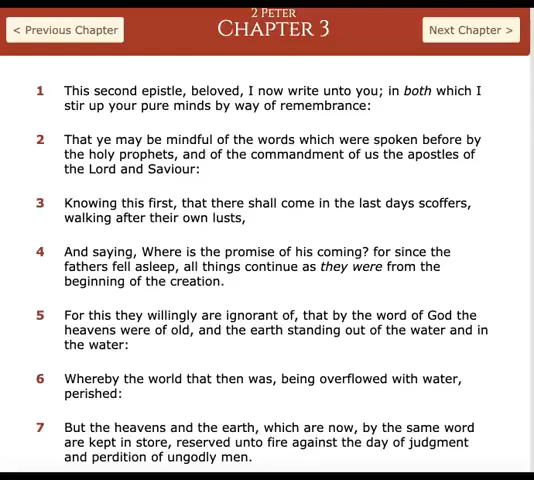 2 PETER
< Previous Chapter
CHAPTER 3
Next Chapter >
1 This second epistle, beloved, I now write unto you; in both which I
stir up your pure minds by way of remembrance:
2 That ye may be mindful of the words which were spoken before by
the holy prophets, and of the commandment of us the apostles of
the Lord and Saviour:
3 Knowing this first, that there shall come in the last days scoffers,
walking after their own lusts,
4 And saying, Where is the promise of his coming? for since the
fathers fell asleep, all things continue as they were from the
beginning of the creation.
5 For this they willingly are ignorant of, that by the word of God the
heavens were of old, and the earth standing out of the water and in
the water:
6 Whereby the world that then was, being overflowed with water,
perished:
7 But the heavens and the earth, which are now, by the same word
are kept in store, reserved unto fire against the day of judgment
and perdition of ungodly men.